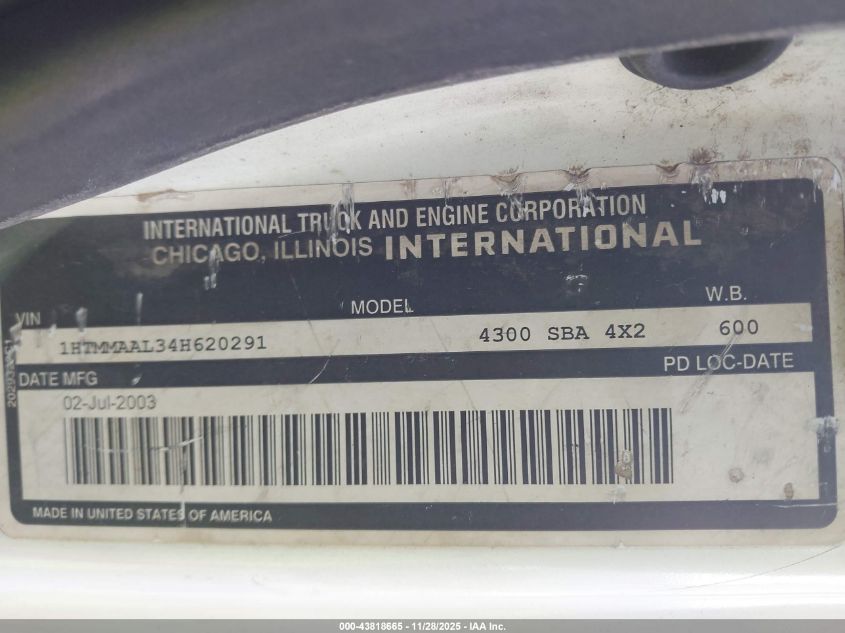 INTERNATIONAL TRUCK AND ENGINE CORPORATION
CHICAGO, ILLINOIS INTERNATIONAL
VIN MODEL W.B.
1HTMMAAL34H620291 4300 SBA 4X2 600
DATE MFG PD LOC-DATE
02-Jul-2003
MADE IN UNITED STATES OF AMERICA
000-43818665 - 11/28/2025 - IAA Inc.